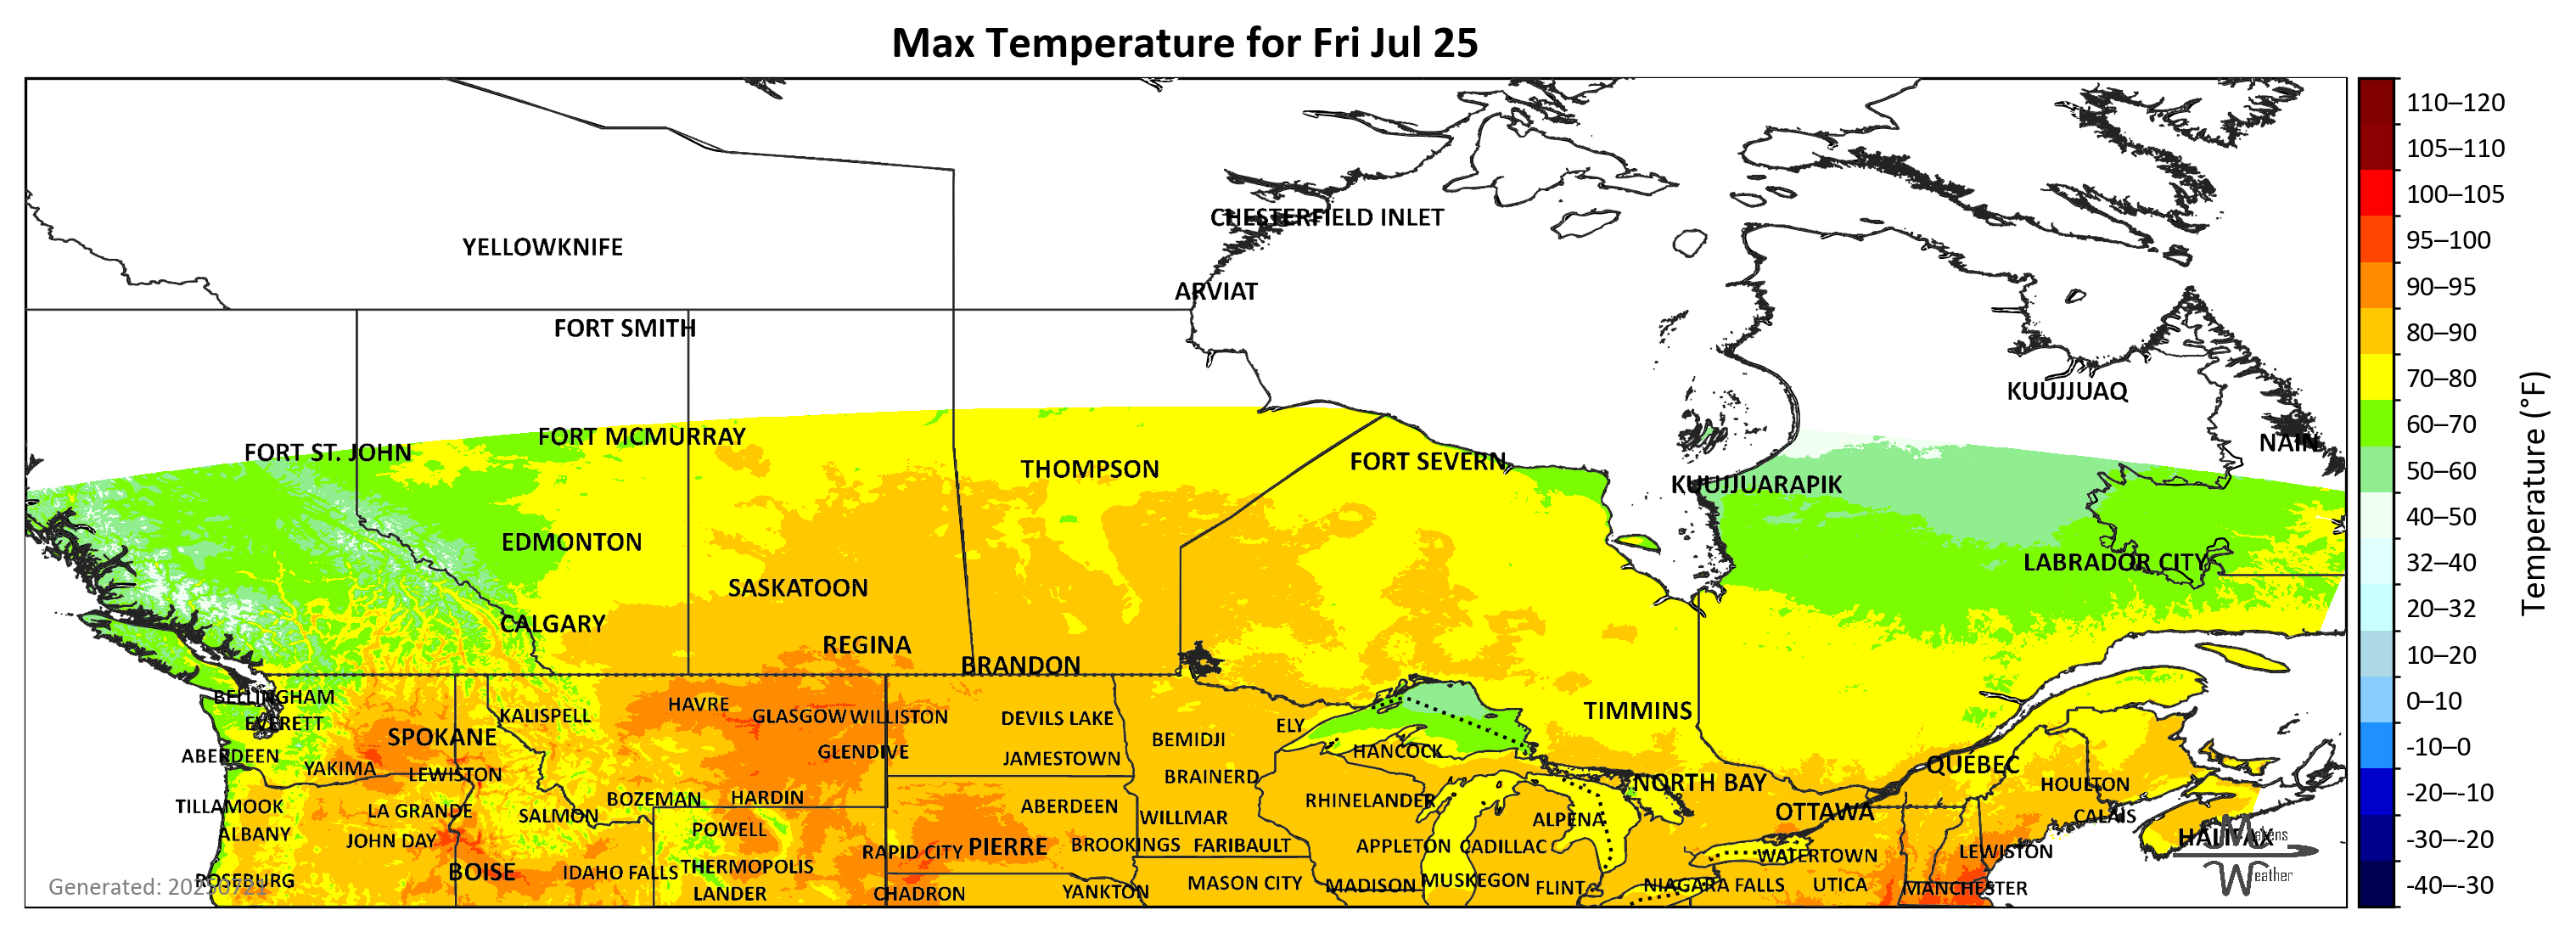 Max Temperature for Fri Jul 25
CHESTERFIELD INLET
YELLOWKNIFE
ARVIAT
FORT SMITH
KUUJJUAQ
FORT MCMURRAY
NAIN
FORT ST. JOHN
THOMPSON
FORT SEVERN
KUUJJUARAPIK
EDMONTON
LABRADOR CITY
SASKATOON
CALGARY
REGINA
BRANDON
BELLINGHAM
HAVRE
TIMMINS
KALISPELL
GLASGOW
WILLISTON
DEVILS LAKE
EVERETT
ELY
SPOKANE
BEMIDJI
GLENDIVE
HANCOCK
ABERDEEN
JAMESTOWN
QUÉBEC
YAKIMA
LEWISTON
BRAINERD
NORTH BAY
HOULTON
BOZEMAN
HARDIN
RHINELANDER
TILLAMOOK
LA GRANDE
SALMON
ABERDEEN
WILLMAR
ALPENA
OTTAWA
CALAIS
ALBANY
JOHN DAY
POWELL
RAPID CITY
PIERRE
BROOKINGS
FARIBAULT
APPLETON
CADILLAC
WATERTOWN
LEWISTON
HALIFAX
BOISE
IDAHO FALLS
THERMOPOLIS
ROSEBURG
LANDER
CHADRON
YANKTON
MASON CITY
MADISON
MUSKEGON
FLINT
NIAGARA FALLS
UTICA
MANCHESTER
Weather
Generated: 20250721
110–120
105–110
100–105
95–100
90–95
80–90
70–80
60–70
50–60
40–50
32–40
20–32
10–20
0–10
-10–0
-20–-10
-30–-20
-40–-30
Temperature (°F)